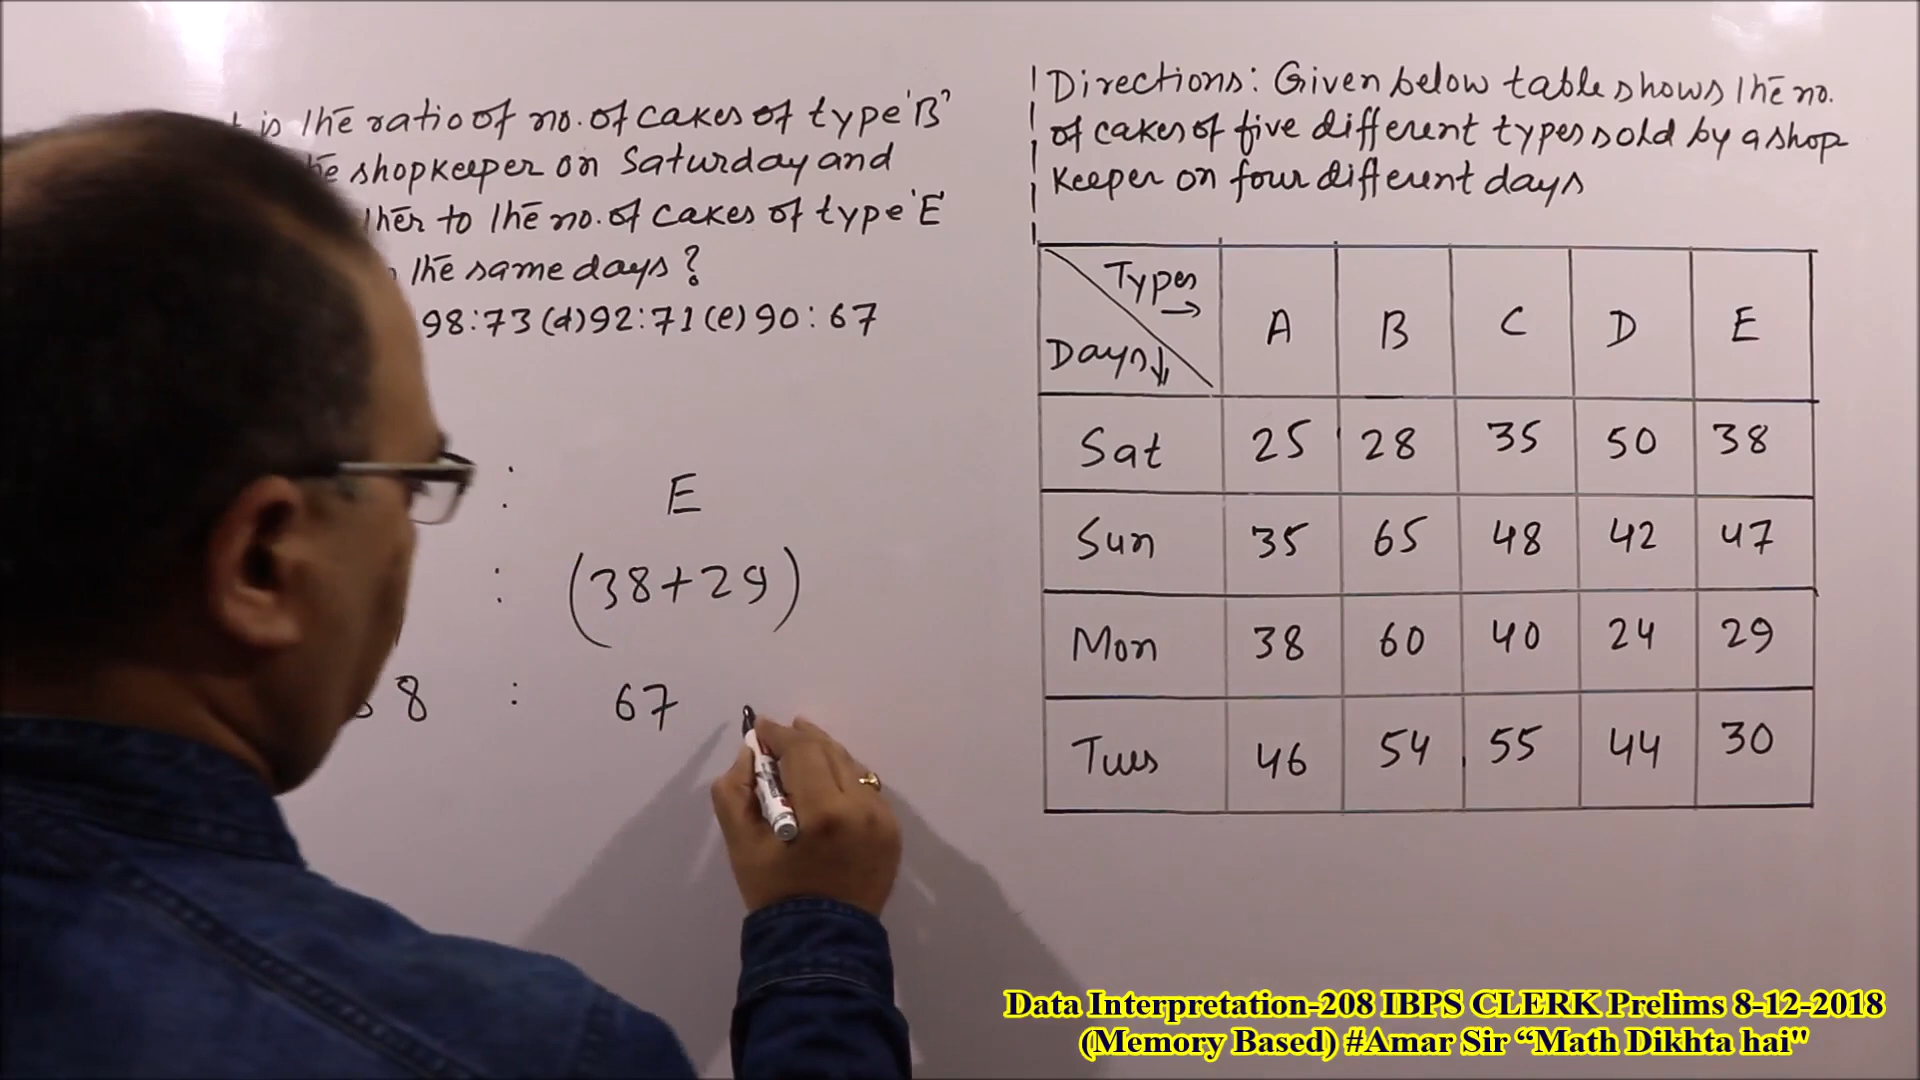 is the ratio of no. of cakes of type 'B'
shopkeeper on Saturday and
to the no. of cakes of type 'E'
the same days?
98:73 (d) 92:71 (e) 90:67
: E
: (38+29)
8 : 67
Directions: Given below table shows the no.
of cakes of five different types sold by a shop
keeper on four different days
Types →
Days ↓
A B C D E
Sat 25 28 35 50 38
Sun 35 65 48 42 47
Mon 38 60 40 24 29
Tues 46 54 55 44 30
Data Interpretation-208 IBPS CLERK Prelims 8-12-2018
(Memory Based) #Amar Sir “Math Dikhta hai"